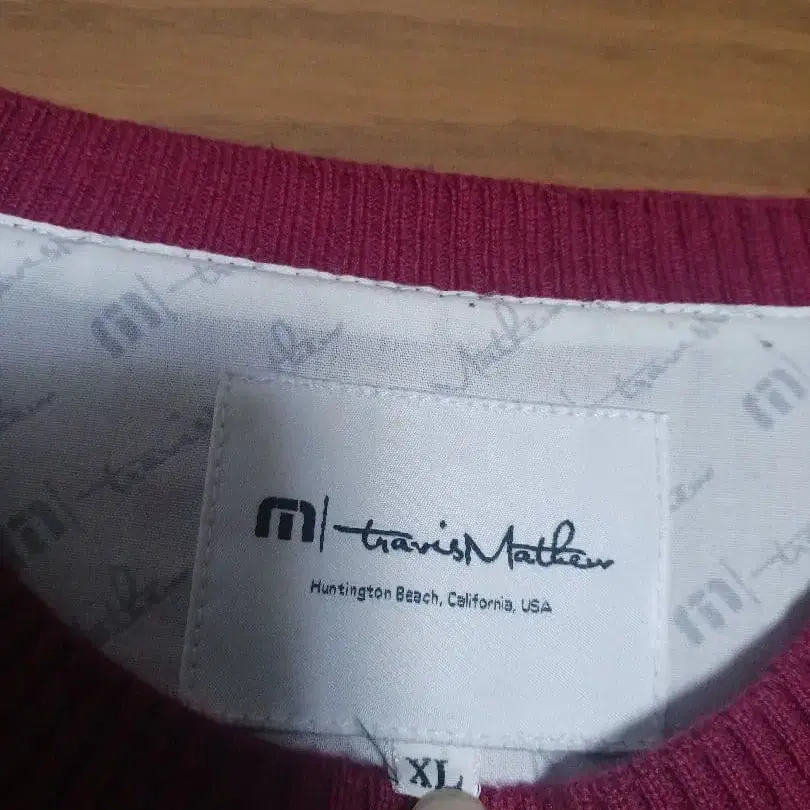 travisMathew
Huntington Beach, California, USA
XL